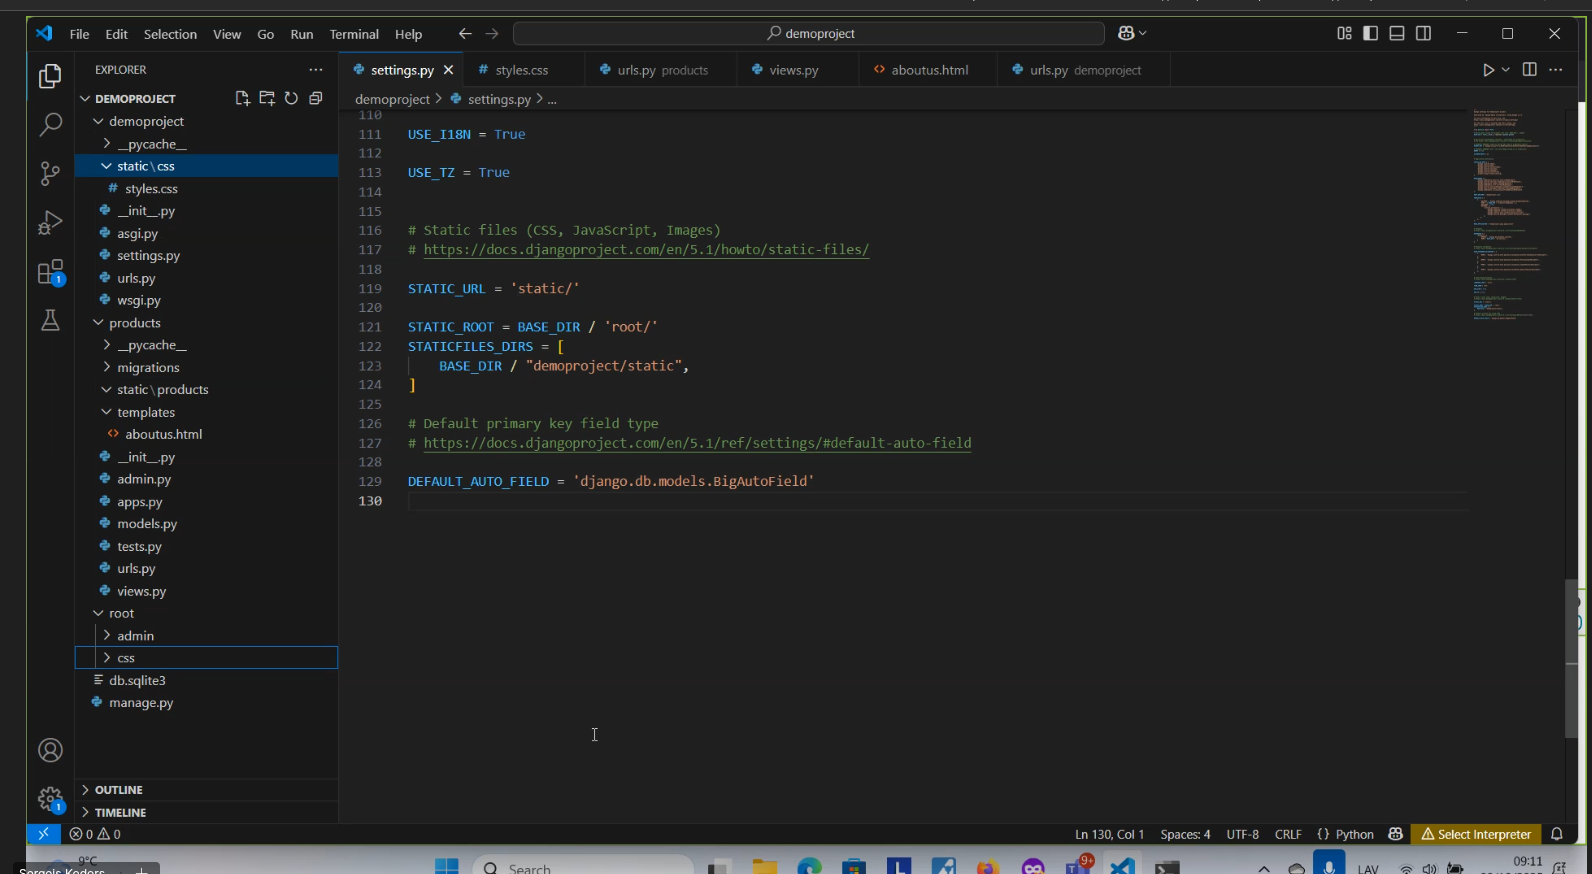 File Edit Selection View Go Run Terminal Help
demoproject
EXPLORER
settings.py
styles.css
urls.py products
views.py
aboutus.html
urls.py demoproject
DEMOPROJECT
demoproject > settings.py > ...
demoproject
__pycache__
static\css
styles.css
__init__.py
asgi.py
settings.py
urls.py
wsgi.py
products
__pycache__
migrations
static\products
templates
aboutus.html
__init__.py
admin.py
apps.py
models.py
tests.py
urls.py
views.py
root
admin
css
db.sqlite3
manage.py
OUTLINE
TIMELINE
110
111 USE_I18N = True
112
113 USE_TZ = True
114
115
116 # Static files (CSS, JavaScript, Images)
117 # https://docs.djangoproject.com/en/5.1/howto/static-files/
118
119 STATIC_URL = 'static/'
120
121 STATIC_ROOT = BASE_DIR / 'root/'
122 STATICFILES_DIRS = [
123 BASE_DIR / "demoproject/static",
124 ]
125
126 # Default primary key field type
127 # https://docs.djangoproject.com/en/5.1/ref/settings/#default-auto-field
128
129 DEFAULT_AUTO_FIELD = 'django.db.models.BigAutoField'
130
1
1
0 0
Ln 130, Col 1 Spaces: 4 UTF-8 CRLF {} Python Select Interpreter
9°C
Search
9+
LAV
09:11